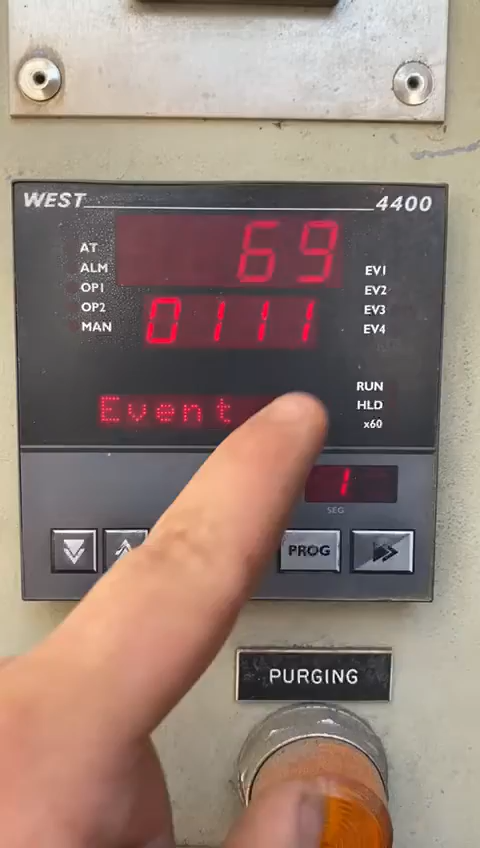 WEST 4400
69
AT
ALM
OP1
OP2
MAN
EV1
EV2
EV3
EV4
0111
RUN
HLD
x60
Event
1
SEG
PROG
PURGING